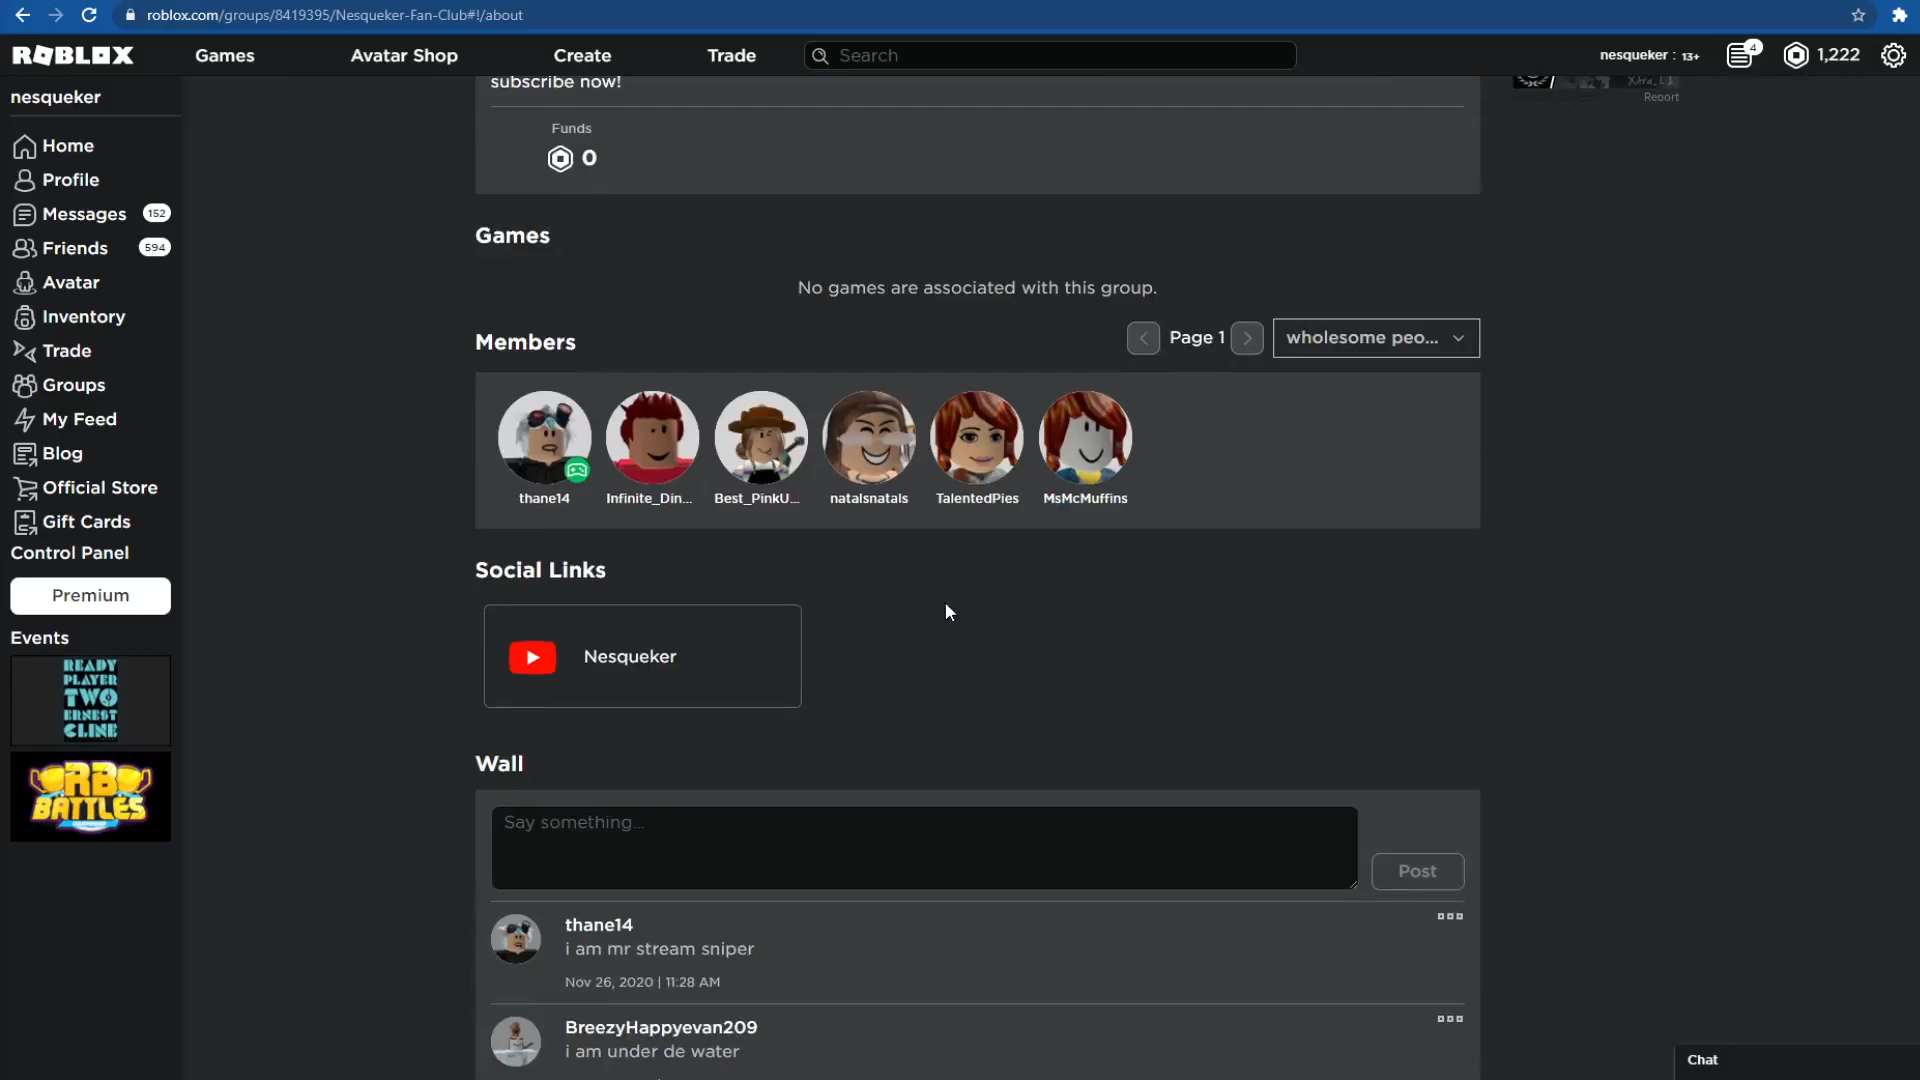 roblox.com/groups/8419395/Nesqueker-Fan-Club#!/about
ROBLOX
Games
Avatar Shop
Create
Trade
Search
nesqueker : 13+
4
1,222
nesqueker
Home
Profile
Messages 152
Friends 594
Avatar
Inventory
Trade
Groups
My Feed
Blog
Official Store
Gift Cards
Control Panel
Premium
Events
READY
PLAYER
TWO
ERNEST
CLINE
RB
BATTLES
subscribe now!
Report
Funds
0
Games
No games are associated with this group.
Members
Page 1
wholesome peo...
thane14
Infinite_Din...
Best_PinkU...
natalsnatals
TalentedPies
MsMcMuffins
Social Links
Nesqueker
Wall
Say something...
Post
thane14
i am mr stream sniper
Nov 26, 2020 | 11:28 AM
BreezyHappyevan209
i am under de water
Chat